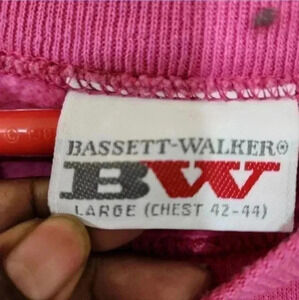 BASSETT-WALKER®
BW
LARGE (CHEST 42-44)